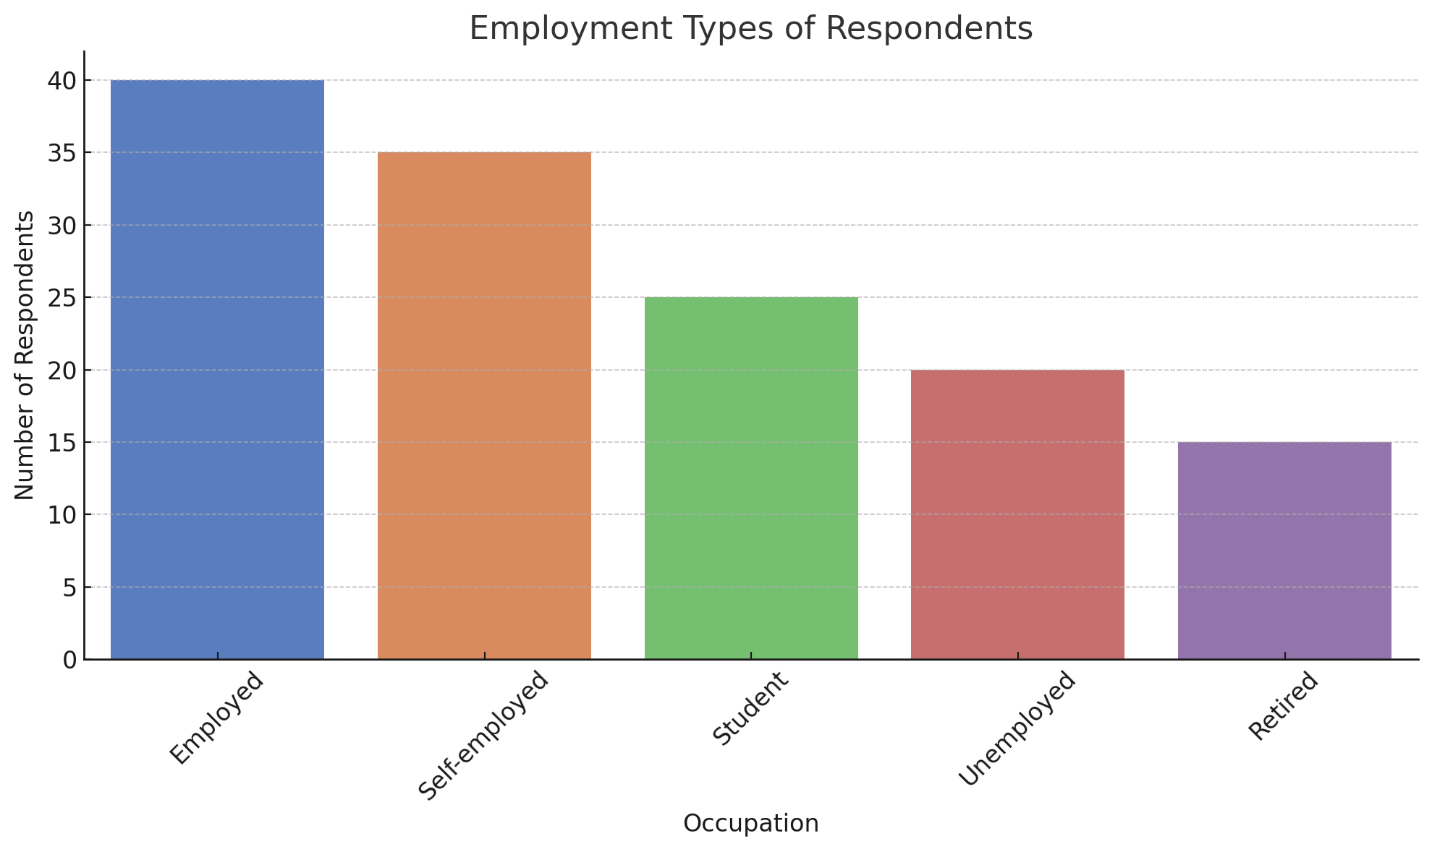 Employment Types of Respondents
Number of Respondents
40
35
30
25
20
15
10
5
0
Employed
Self-employed
Student
Unemployed
Retired
Occupation